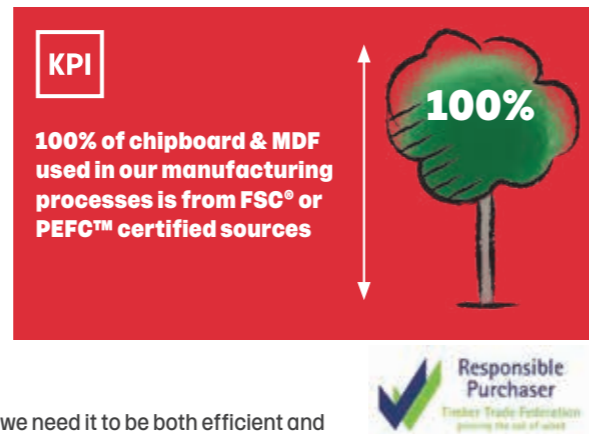 KPI
100%
100% of chipboard & MDF
used in our manufacturing
processes is from FSC® or
PEFC™ certified sources
Responsible
Purchaser
Timber Trade Federation
we need it to be both efficient and